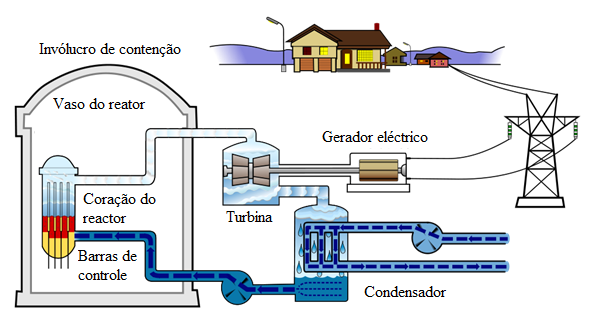 Invólucro de contenção
Vaso do reator
Gerador eléctrico
Coração do
reactor
Turbina
Barras de
controle
Condensador